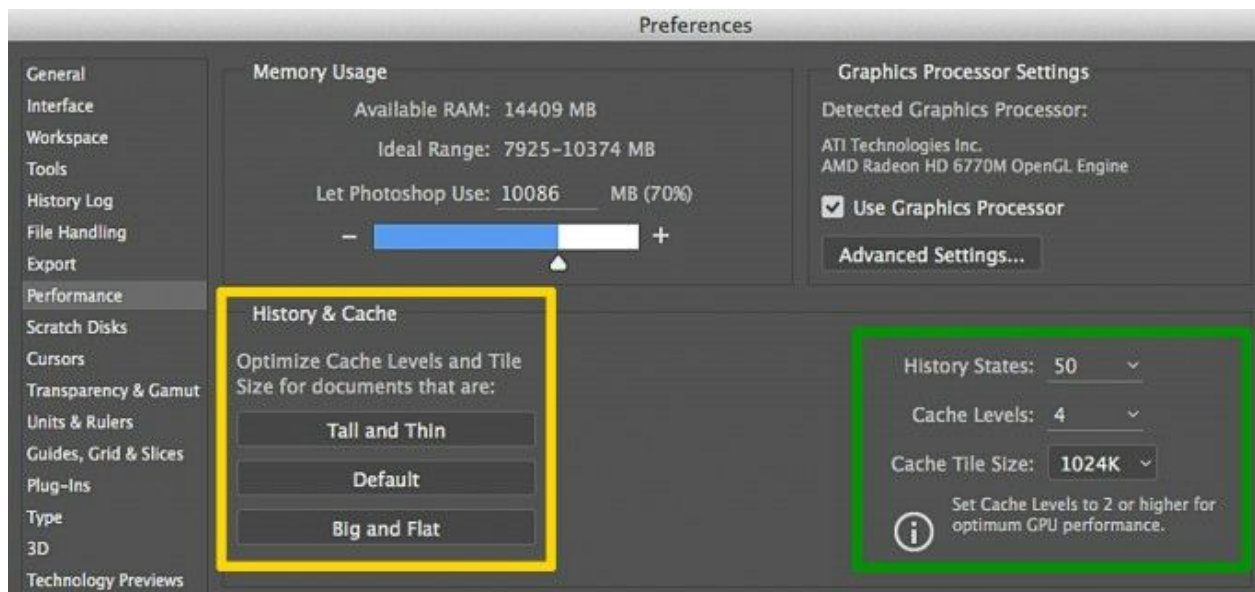 Preferences
General
Interface
Workspace
Tools
History Log
File Handling
Export
Performance
Scratch Disks
Cursors
Transparency & Gamut
Units & Rulers
Guides, Grid & Slices
Plug-Ins
Type
3D
Technology Previews
Memory Usage
Available RAM: 14409 MB
Ideal Range: 7925-10374 MB
Let Photoshop Use: 10086 MB (70%)
− +
Graphics Processor Settings
Detected Graphics Processor:
ATI Technologies Inc.
AMD Radeon HD 6770M OpenGL Engine
Use Graphics Processor
Advanced Settings...
History & Cache
Optimize Cache Levels and Tile
Size for documents that are:
Tall and Thin
Default
Big and Flat
History States: 50
Cache Levels: 4
Cache Tile Size: 1024K
Set Cache Levels to 2 or higher for
optimum GPU performance.